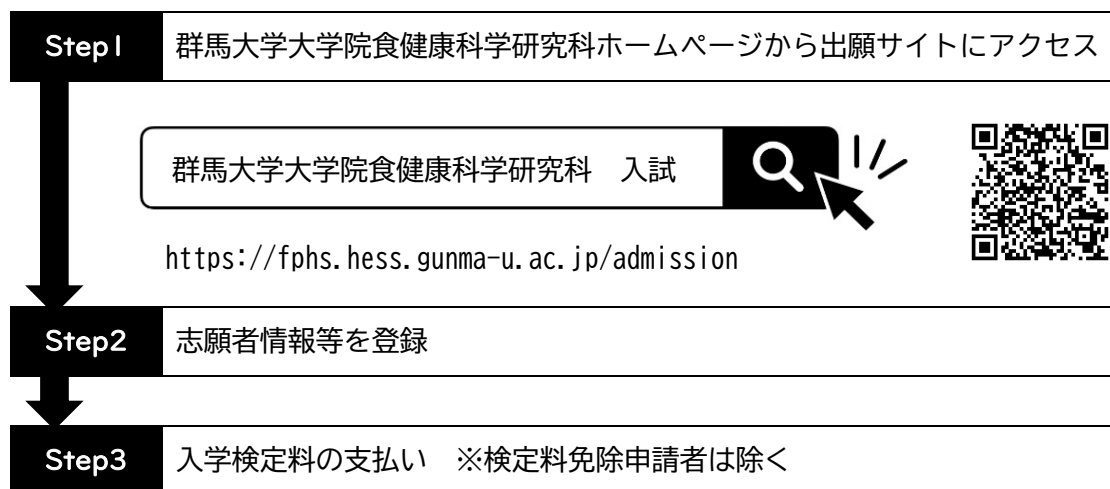 Step1 群馬大学大学院食健康科学研究科ホームページから出願サイトにアクセス
群馬大学大学院食健康科学研究科　入試
https://fphs.hess.gunma-u.ac.jp/admission
Step2 志願者情報等を登録
Step3 入学検定料の支払い　※検定料免除申請者は除く